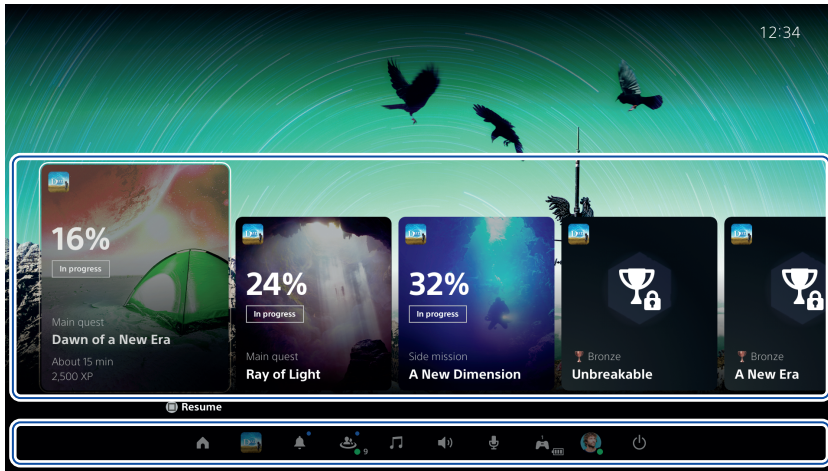 12:34
16%
In progress
Main quest
Dawn of a New Era
About 15 min
2,500 XP
24%
In progress
Main quest
Ray of Light
32%
In progress
Side mission
A New Dimension
Bronze
Unbreakable
Bronze
A New Era
Resume
9